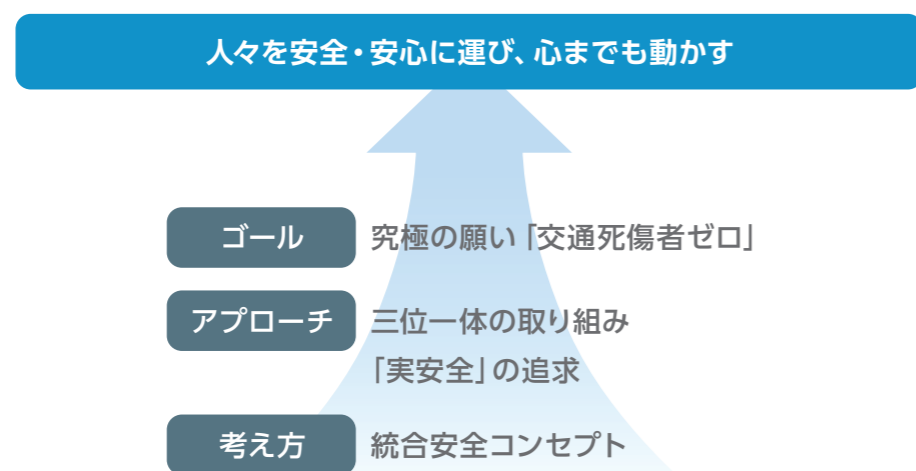 人々を安全・安心に運び、心までも動かす
ゴール 究極の願い「交通死傷者ゼロ」
アプローチ 三位一体の取り組み
「実安全」の追求
考え方 統合安全コンセプト